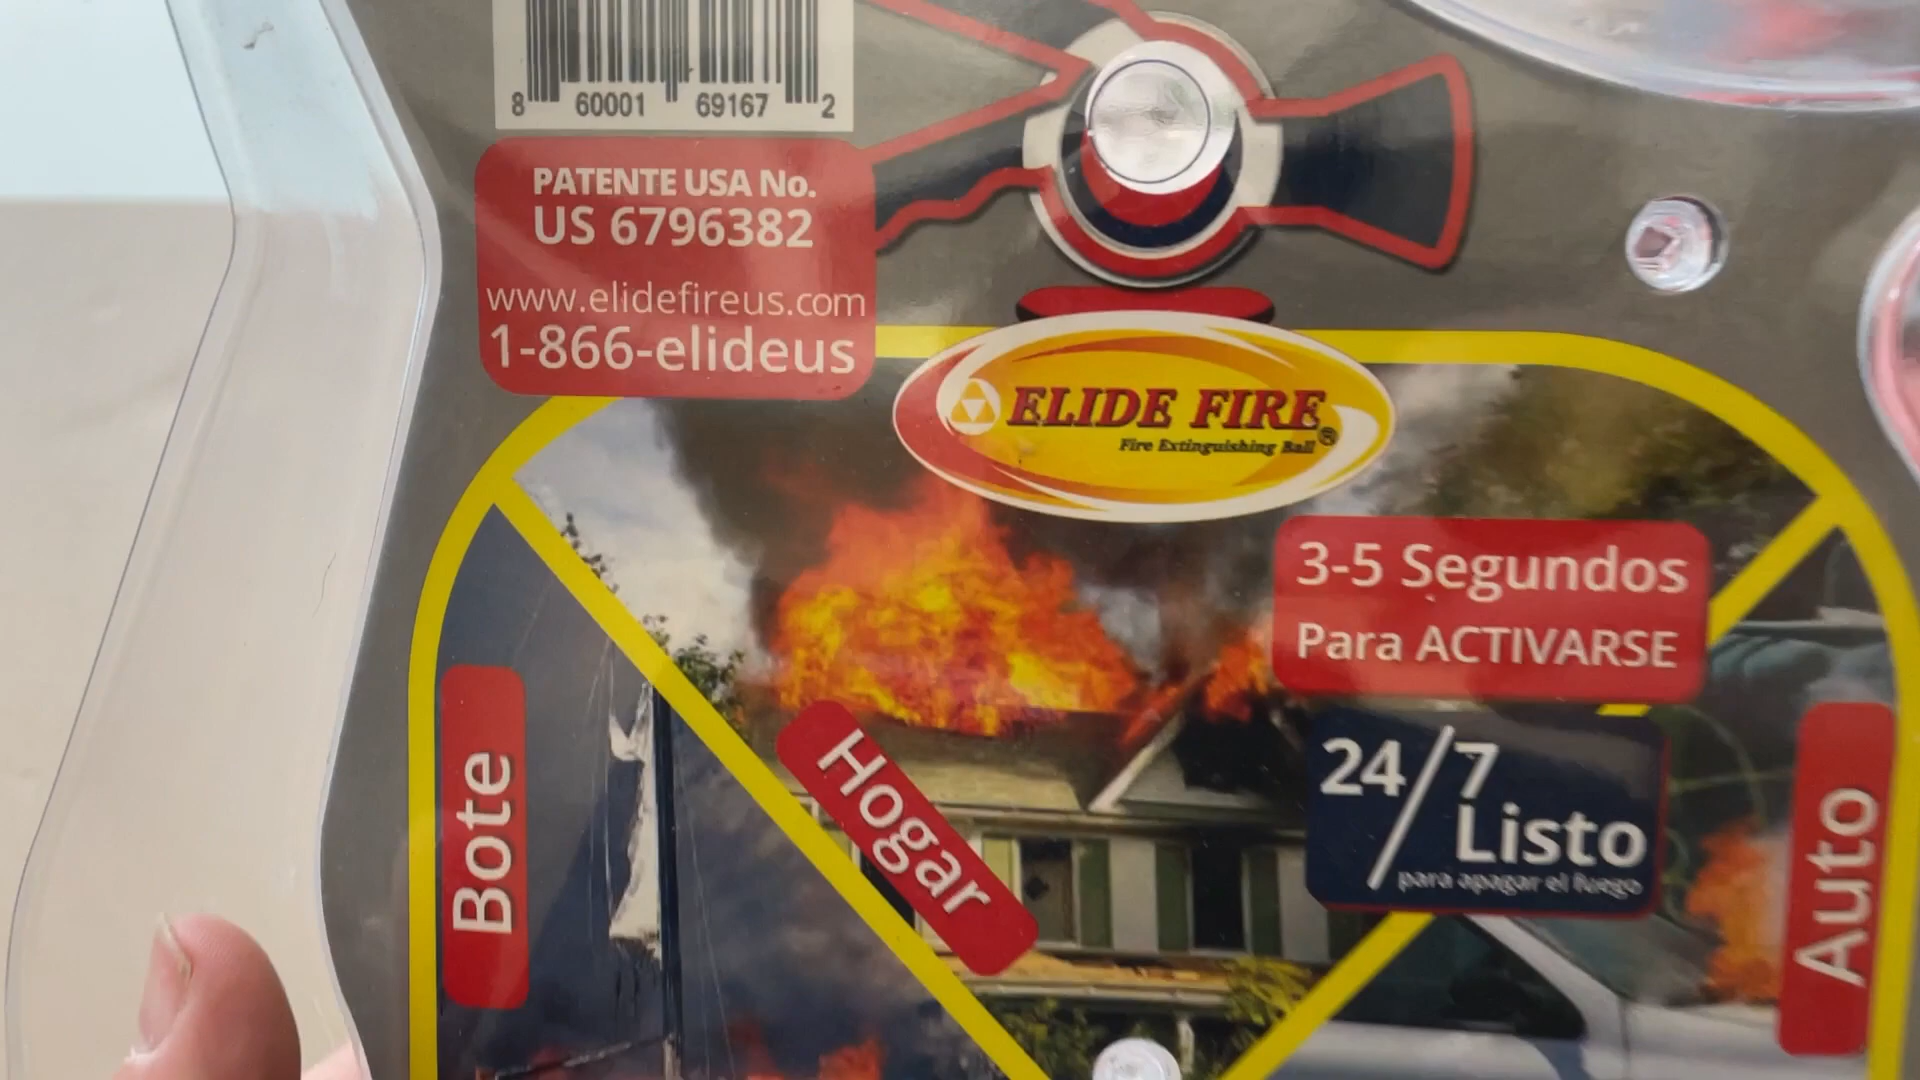 8 60001 69167 2
PATENTE USA No.
US 6796382
www.elidefireus.com
1-866-elideus
ELIDE FIRE®
Fire Extinguishing Ball
3-5 Segundos
Para ACTIVARSE
24/7
Listo
para apagar el fuego
Bote
Hogar
Auto